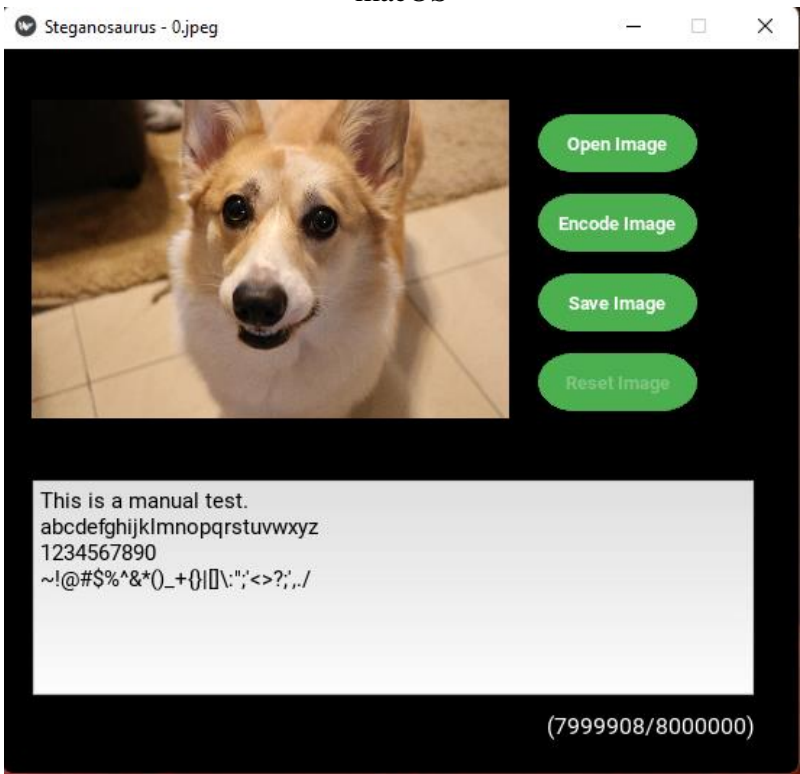 macOS
Steganosaurus - 0.jpeg
Open Image
Encode Image
Save Image
Reset Image
This is a manual test.
abcdefghijklmnopqrstuvwxyz
1234567890
~!@#$%^&*()_+{}|[]\:";'<>?;',./
(7999908/8000000)